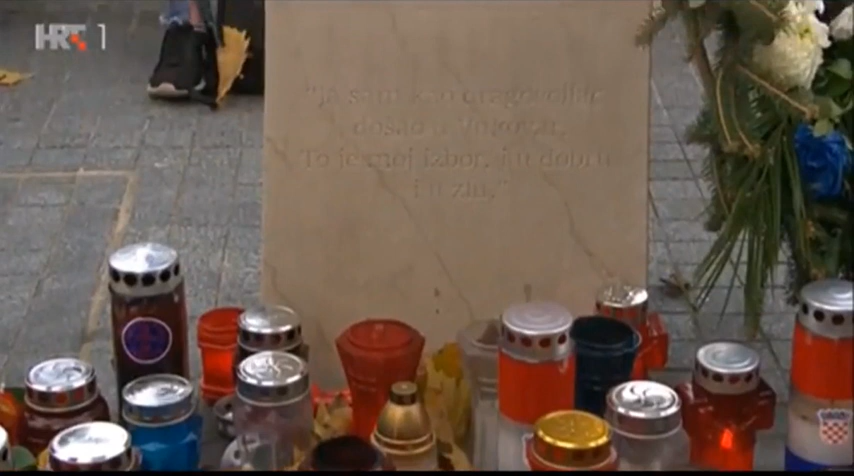 HRT 1
"Ja sam kao dragovoljac
došao u Vukovar.
To je moj izbor, i u dobru
i u zlu,"